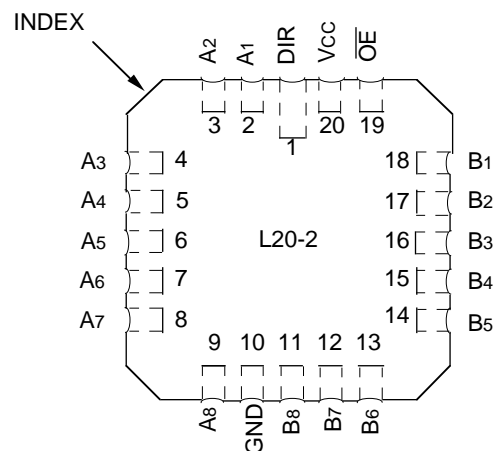 INDEX
A2 A1 DIR VCC OE
3 2 1 20 19
A3 4 18 B1
A4 5 17 B2
A5 6 L20-2 16 B3
A6 7 15 B4
A7 8 14 B5
9 10 11 12 13
A8 GND B8 B7 B6